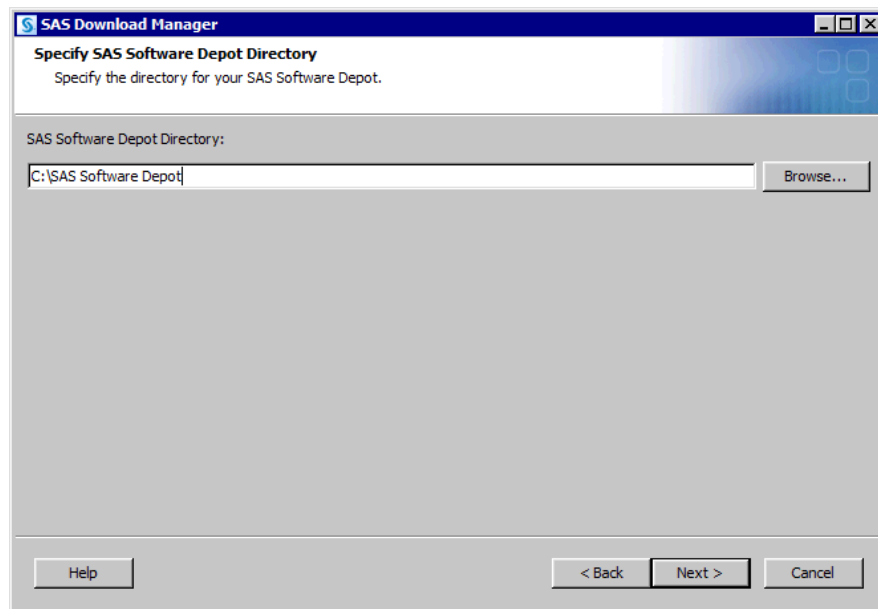 SAS Download Manager
Specify SAS Software Depot Directory
Specify the directory for your SAS Software Depot.
SAS Software Depot Directory:
C:\SAS Software Depot
Browse...
Help
< Back
Next >
Cancel